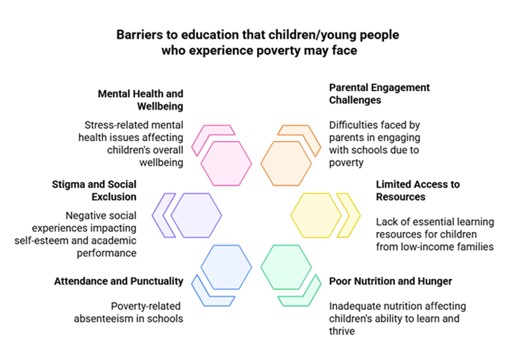 Barriers to education that children/young people
who experience poverty may face
Mental Health and
Wellbeing
Stress-related mental
health issues affecting
children's overall
wellbeing
Parental Engagement
Challenges
Difficulties faced by
parents in engaging
with schools due to
poverty
Stigma and Social
Exclusion
Negative social
experiences impacting
self-esteem and academic
performance
Limited Access to
Resources
Lack of essential learning
resources for children
from low-income families
Attendance and Punctuality
Poverty-related
absenteeism in schools
Poor Nutrition and Hunger
Inadequate nutrition affecting
children's ability to learn and
thrive